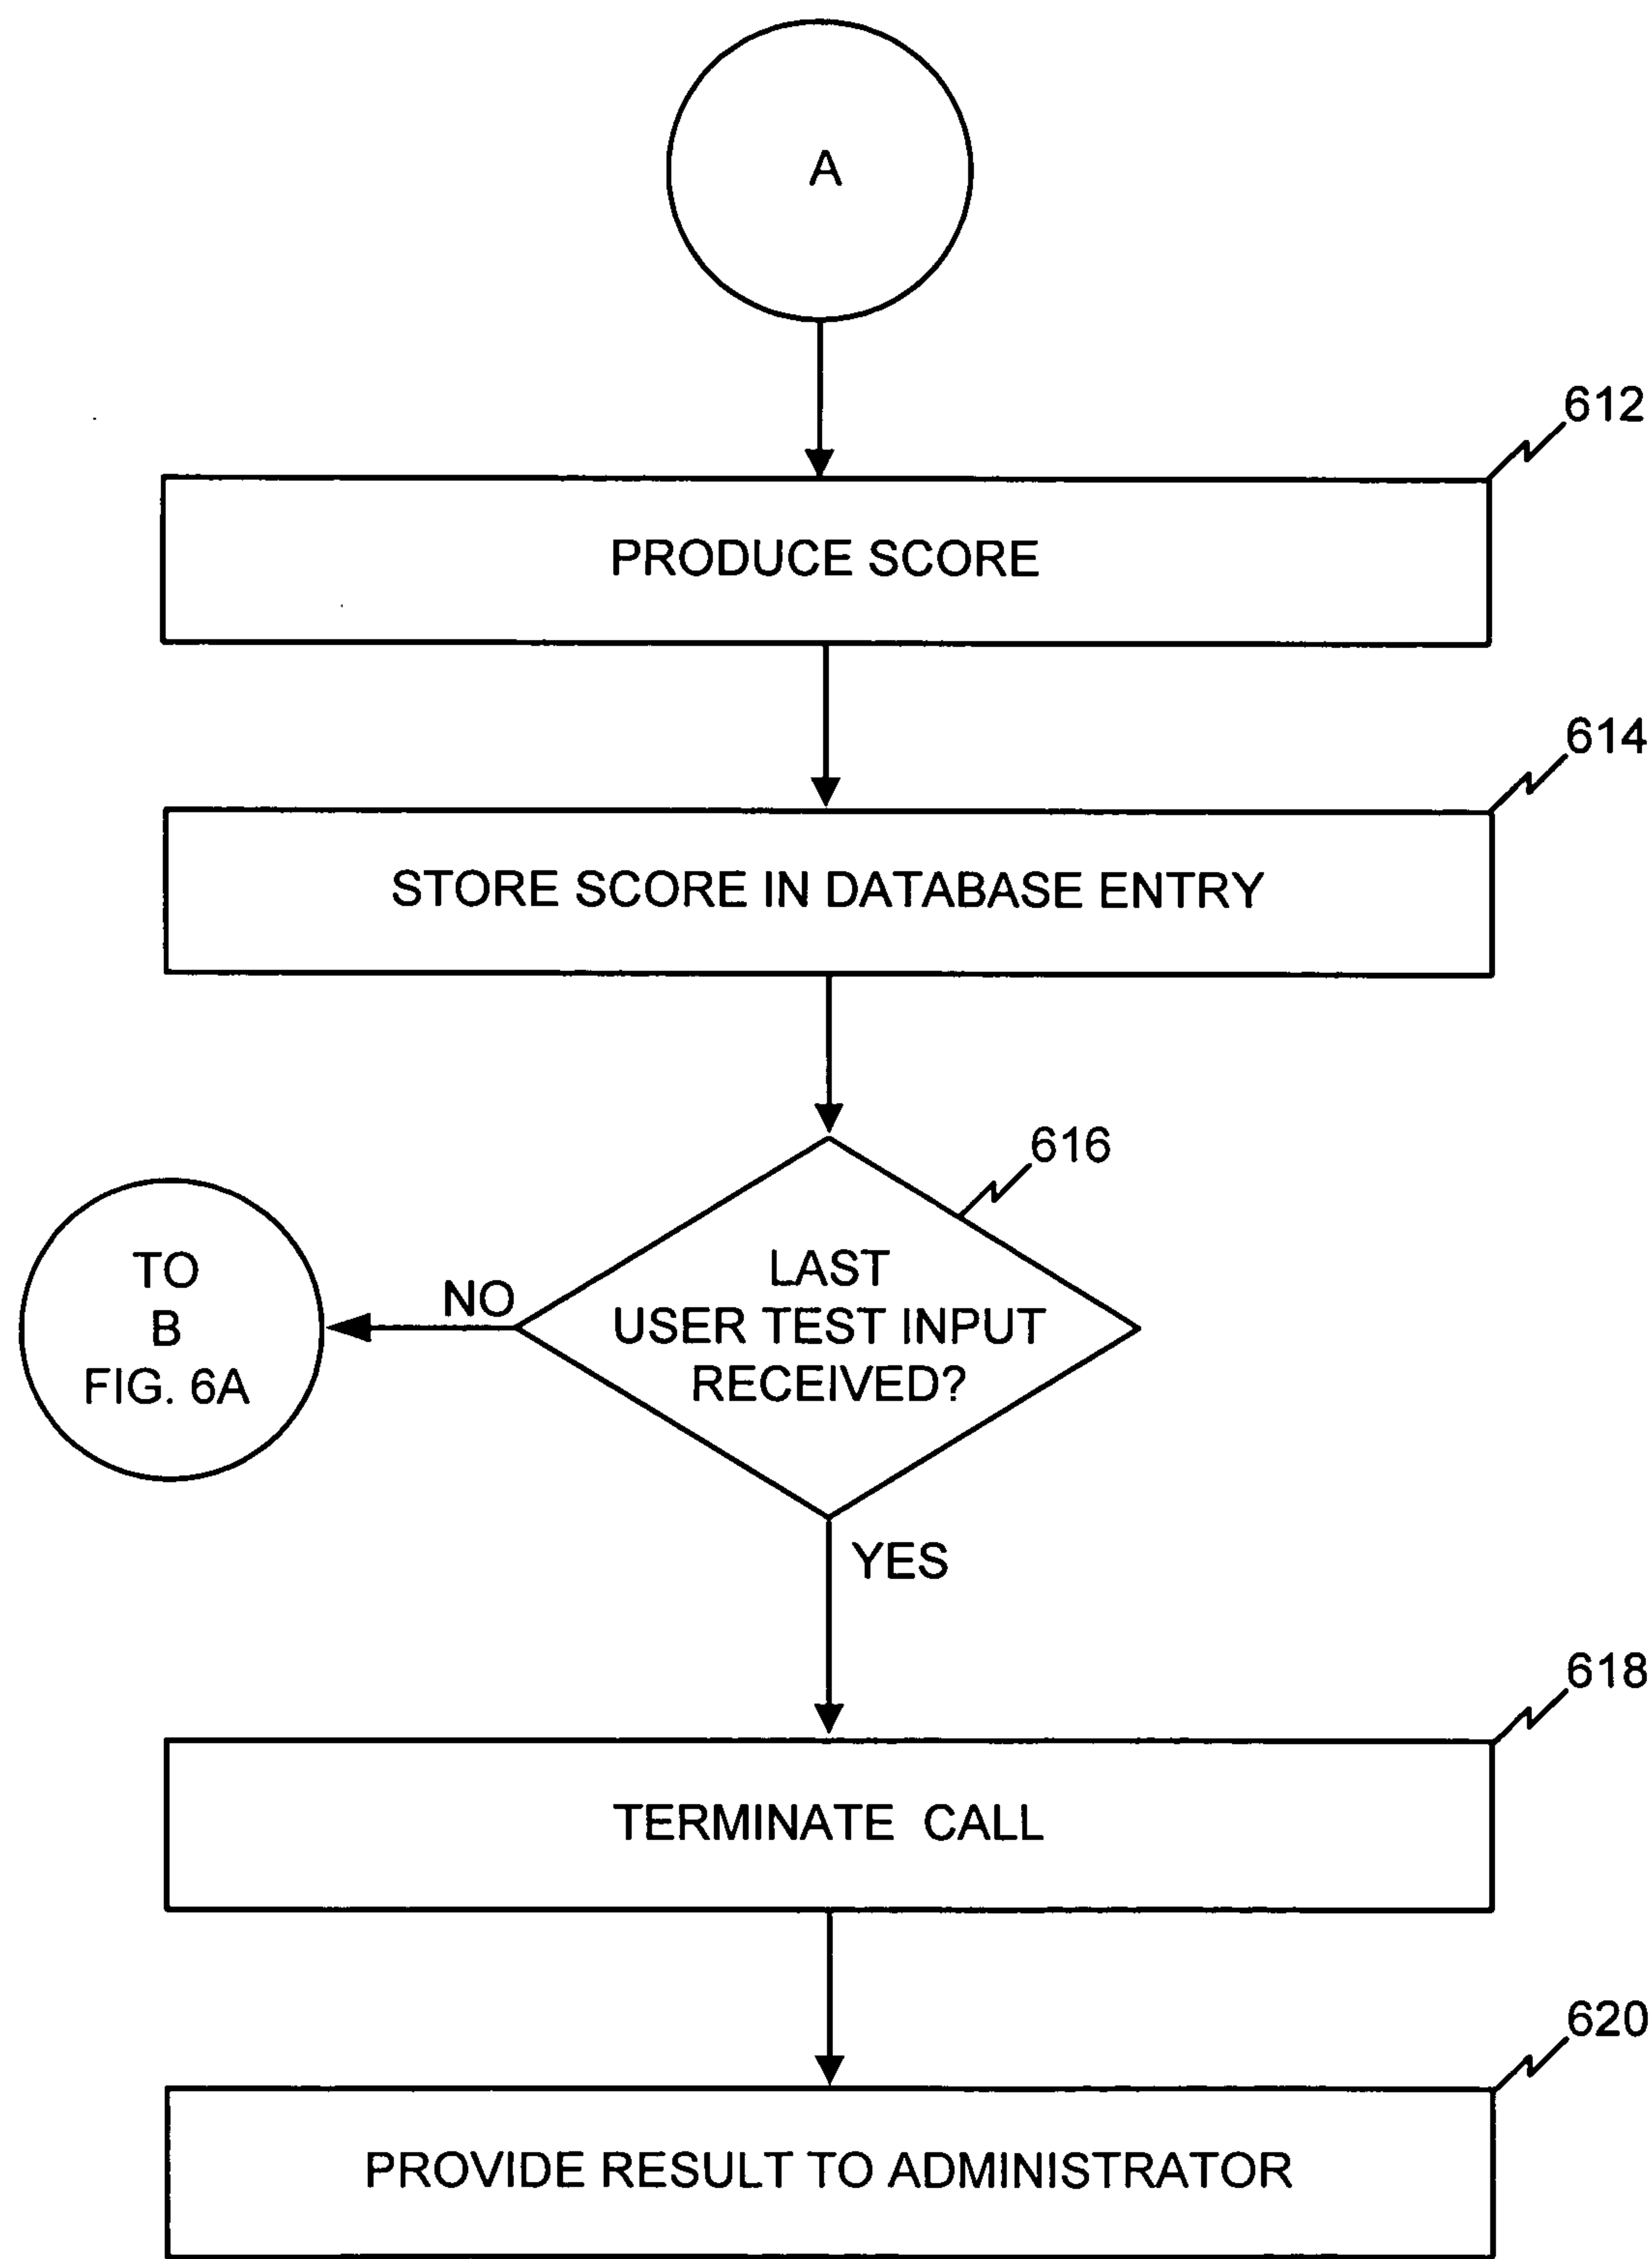 A
612
PRODUCE SCORE
614
STORE SCORE IN DATABASE ENTRY
616
LAST
USER TEST INPUT
RECEIVED?
NO
TO
B
FIG. 6A
YES
618
TERMINATE CALL
620
PROVIDE RESULT TO ADMINISTRATOR